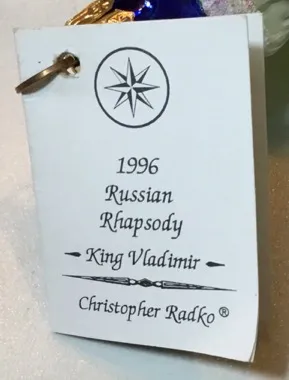 1996
Russian
Rhapsody
King Vladimir
Christopher Radko ®